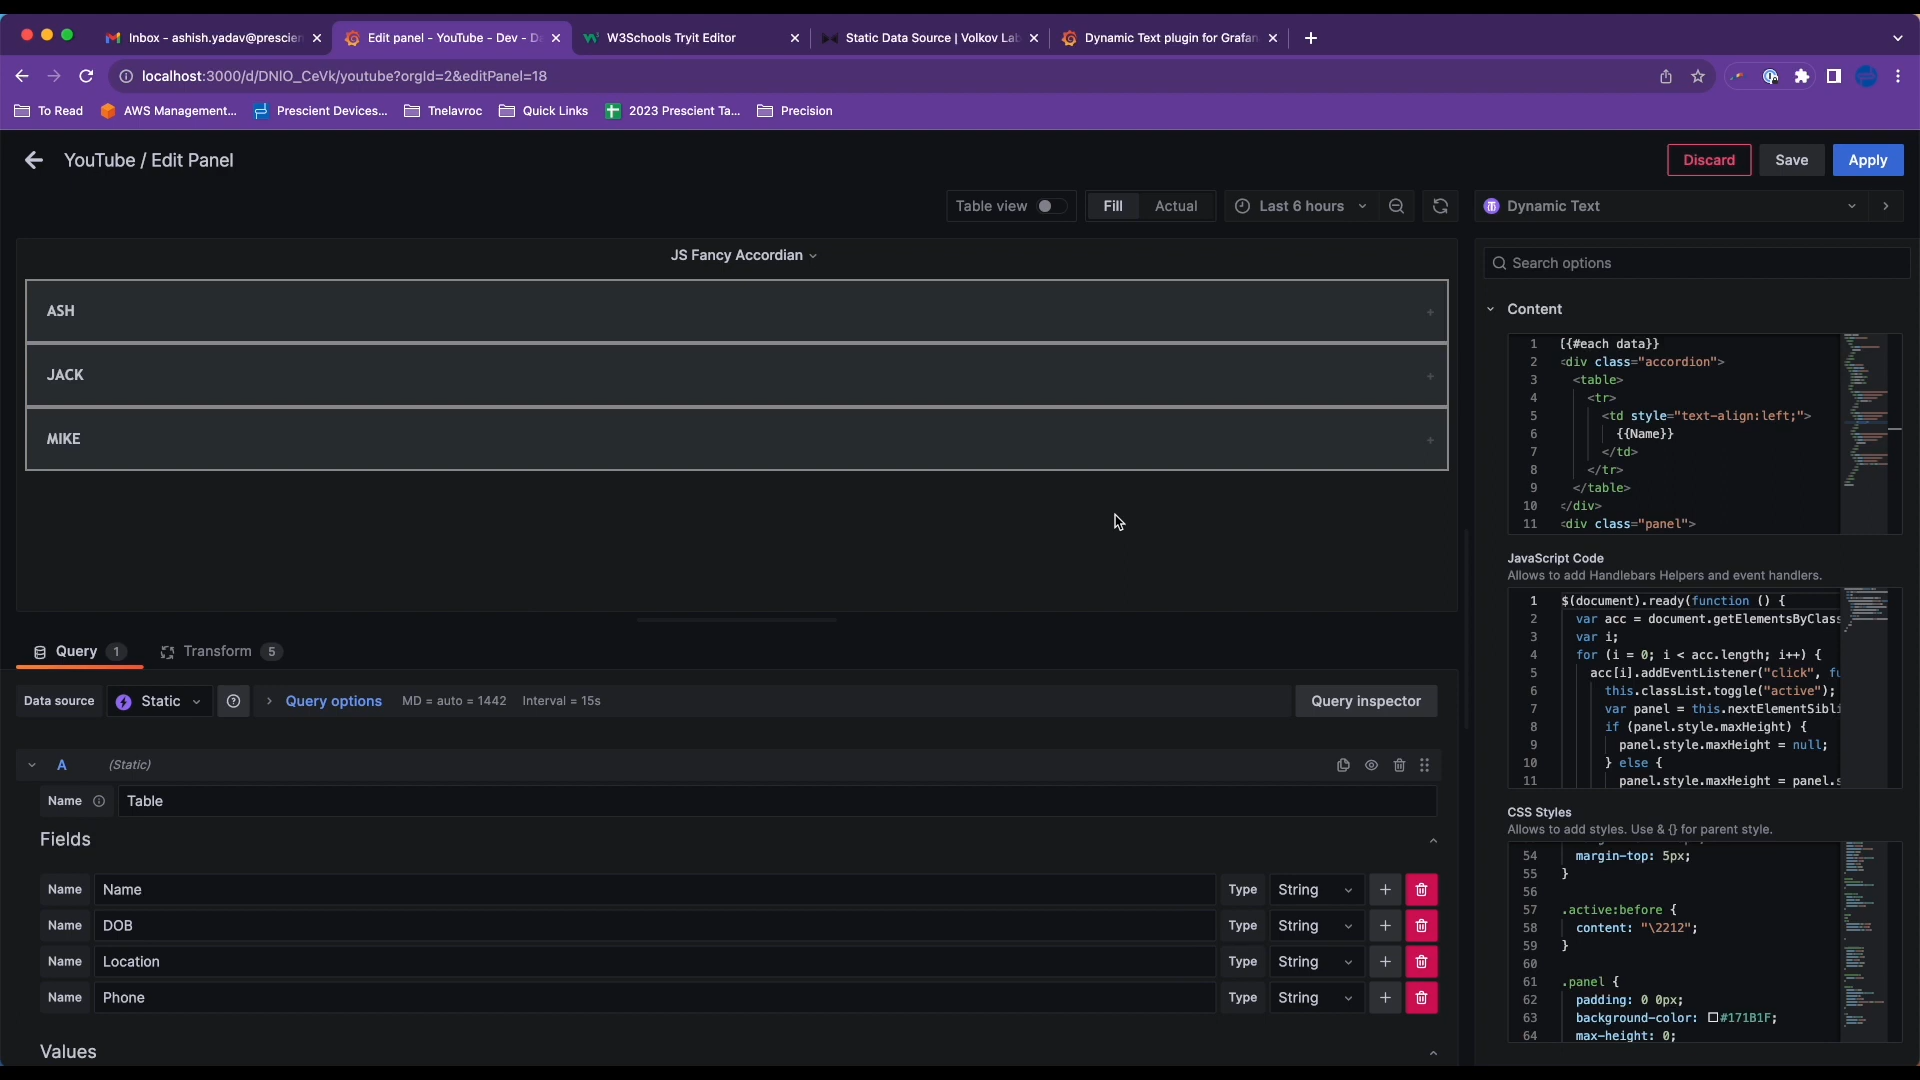 Inbox - ashish.yadav@prescien
Edit panel - YouTube - Dev - D
W3Schools Tryit Editor
Static Data Source | Volkov Lab
Dynamic Text plugin for Grafan
localhost:3000/d/DNIO_CeVk/youtube?orgId=2&editPanel=18
To Read
AWS Management...
Prescient Devices...
Tnelavroc
Quick Links
2023 Prescient Ta...
Precision
YouTube / Edit Panel
Discard
Save
Apply
Table view
Fill
Actual
Last 6 hours
Dynamic Text
JS Fancy Accordian
Search options
ASH
+
JACK
+
MIKE
+
Content
1 {{#each data}}
2 <div class="accordion">
3 <table>
4 <tr>
5 <td style="text-align:left;">
6 {{Name}}
7 </td>
8 </tr>
9 </table>
10 </div>
11 <div class="panel">
JavaScript Code
Allows to add Handlebars Helpers and event handlers.
1 $(document).ready(function () {
2 var acc = document.getElementsByClass
3 var i;
4 for (i = 0; i < acc.length; i++) {
5 acc[i].addEventListener("click", fu
6 this.classList.toggle("active");
7 var panel = this.nextElementSibli
8 if (panel.style.maxHeight) {
9 panel.style.maxHeight = null;
10 } else {
11 panel.style.maxHeight = panel.s
CSS Styles
Allows to add styles. Use & {} for parent style.
54 margin-top: 5px;
55 }
56
57 .active:before {
58 content: "\2212";
59 }
60
61 .panel {
62 padding: 0 0px;
63 background-color: #171B1F;
64 max-height: 0;
Query 1
Transform 5
Data source
Static
Query options
MD = auto = 1442
Interval = 15s
Query inspector
A
(Static)
Name
Table
Fields
Name Name Type String
Name DOB Type String
Name Location Type String
Name Phone Type String
Values